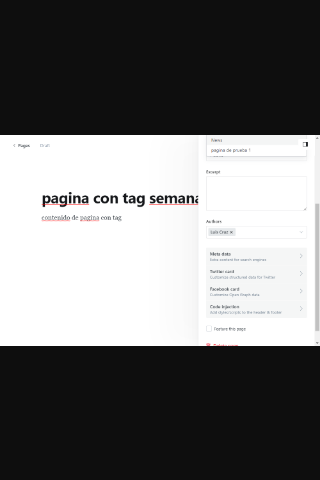 Pages
Draft
pagina con tag semana
contenido de pagina con tag
News
pagina de prueba 1
Excerpt
Authors
Luis Cruz ×
Meta data
Extra content for search engines
Twitter card
Customize structured data for Twitter
Facebook card
Customize Open Graph data
Code injection
Add styles/scripts to the header & footer
Feature this page